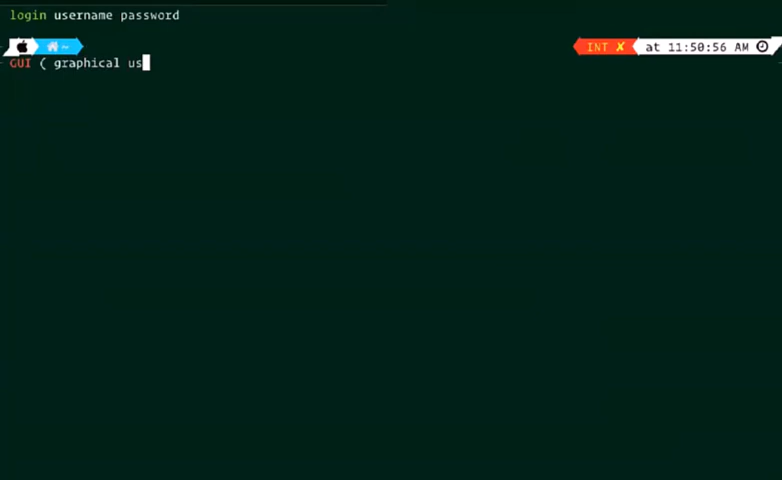 login username password
~ INT ✘ at 11:50:56 AM
GUI ( graphical us